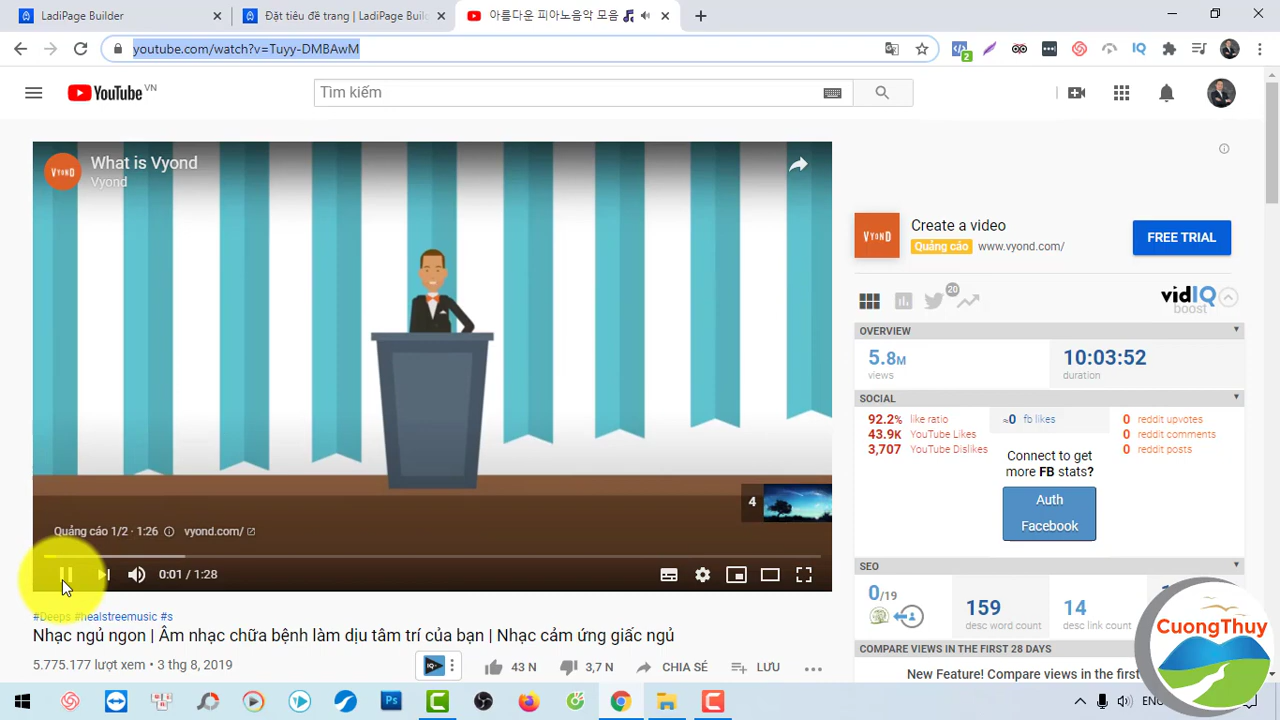 LadiPage Builder
Đặt tiêu đề trang | LadiPage Bu
아름다운 피아노음악 모음
youtube.com/watch?v=Tuyy-DMBAwM
2
IQ
YouTube VN
Tìm kiếm
VYOND
What is Vyond
Vyond
4
Quảng cáo 1/2 · 1:26
vyond.com/
0:01 / 1:28
#Deeps #healstreemusic #s
Nhạc ngủ ngon | Âm nhạc chữa bệnh làm dịu tâm trí của bạn | Nhạc cảm ứng giấc ngủ
5.775.177 lượt xem • 3 thg 8, 2019
43 N
3,7 N
CHIA SẺ
LƯU
VYOND
Create a video
Quảng cáo www.vyond.com/
FREE TRIAL
20
vidIQ
boost
OVERVIEW
5.8M
views
10:03:52
duration
SOCIAL
92.2% like ratio
43.9K YouTube Likes
3,707 YouTube Dislikes
≈0 fb likes
Connect to get
more FB stats?
Auth
Facebook
0 reddit upvotes
0 reddit comments
0 reddit posts
SEO
0/19
159
desc word count
14
desc link count
COMPARE VIEWS IN THE FIRST 28 DAYS
New Feature! Compare views in the first
CuongThuy
Ps